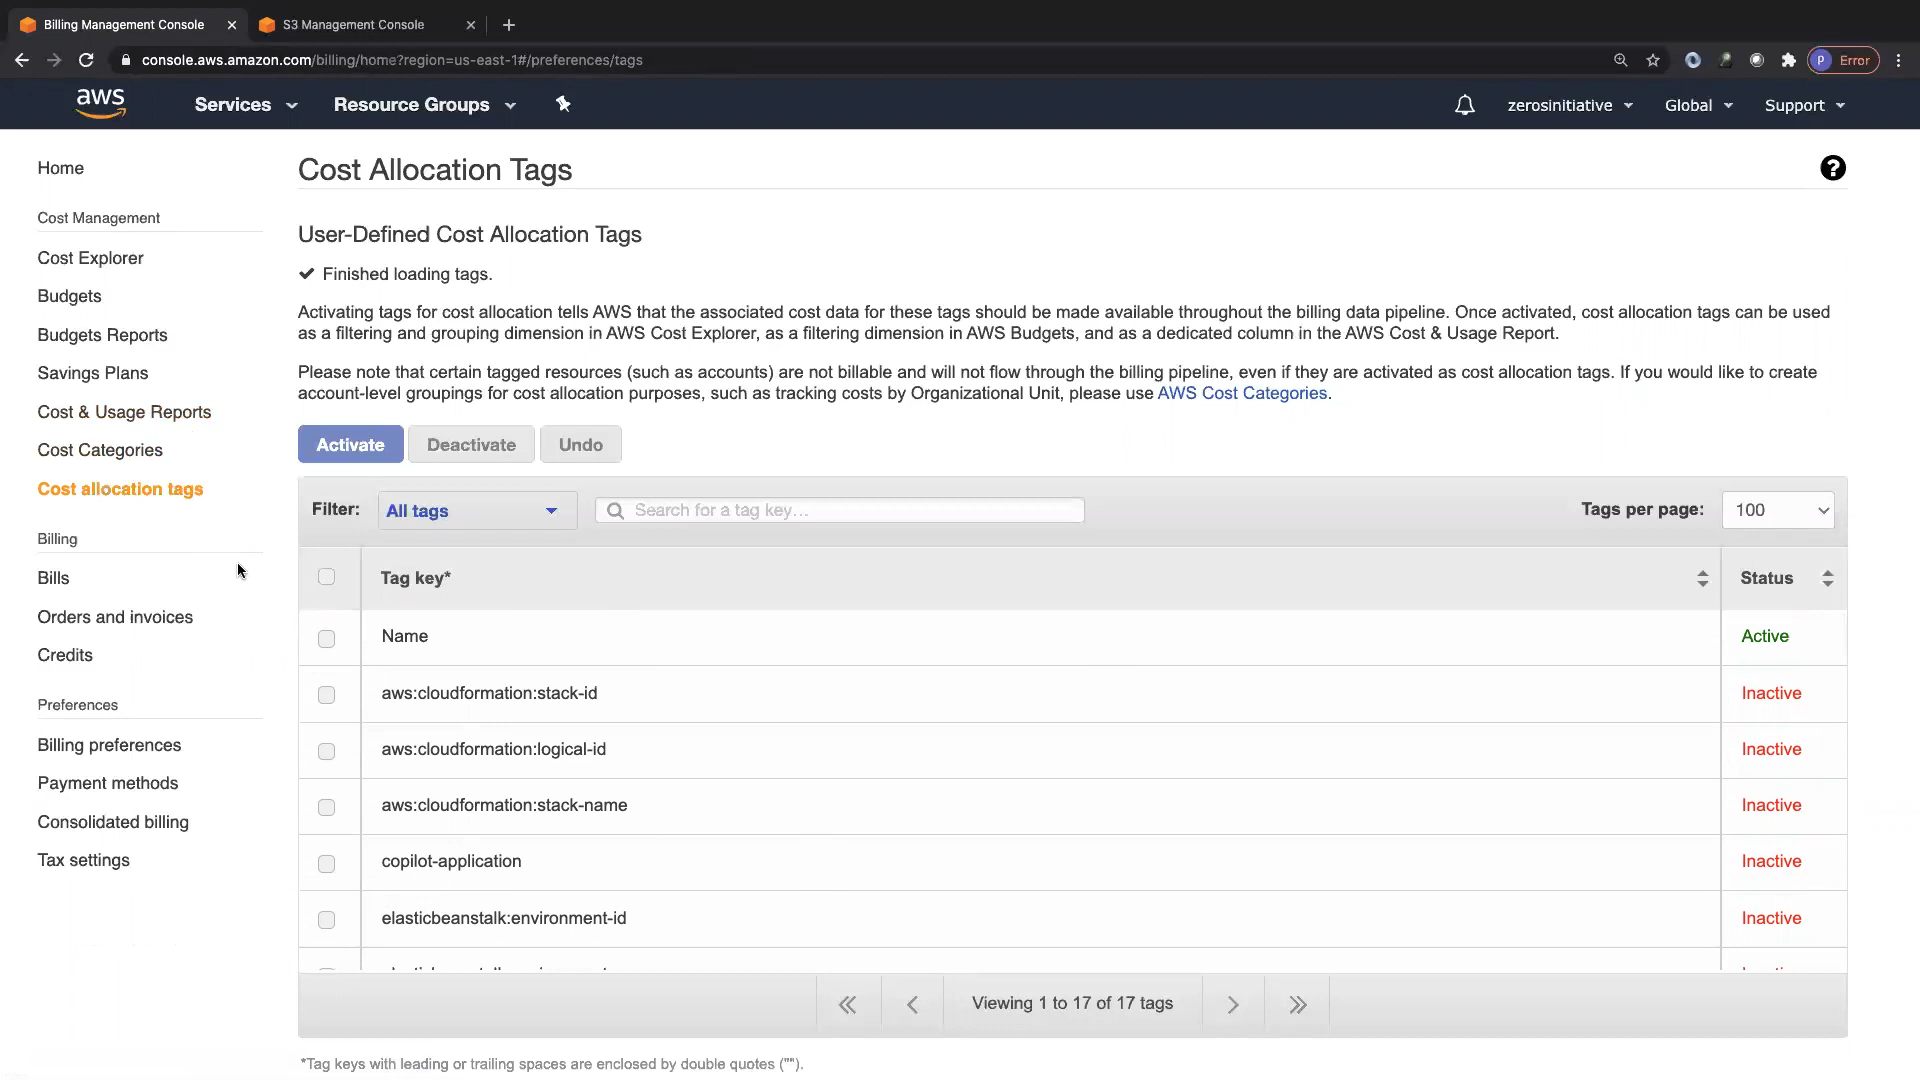 Billing Management Console
S3 Management Console
console.aws.amazon.com/billing/home?region=us-east-1#/preferences/tags
P Error
aws Services Resource Groups zerosinitiative Global Support
Home
Cost Management
Cost Explorer
Budgets
Budgets Reports
Savings Plans
Cost & Usage Reports
Cost Categories
Cost allocation tags
Billing
Bills
Orders and invoices
Credits
Preferences
Billing preferences
Payment methods
Consolidated billing
Tax settings
Cost Allocation Tags
User-Defined Cost Allocation Tags
Finished loading tags.
Activating tags for cost allocation tells AWS that the associated cost data for these tags should be made available throughout the billing data pipeline. Once activated, cost allocation tags can be used
as a filtering and grouping dimension in AWS Cost Explorer, as a filtering dimension in AWS Budgets, and as a dedicated column in the AWS Cost & Usage Report.
Please note that certain tagged resources (such as accounts) are not billable and will not flow through the billing pipeline, even if they are activated as cost allocation tags. If you would like to create
account-level groupings for cost allocation purposes, such as tracking costs by Organizational Unit, please use AWS Cost Categories.
Activate Deactivate Undo
Filter: All tags Search for a tag key... Tags per page: 100
Tag key* Status
Name Active
aws:cloudformation:stack-id Inactive
aws:cloudformation:logical-id Inactive
aws:cloudformation:stack-name Inactive
copilot-application Inactive
elasticbeanstalk:environment-id Inactive
Viewing 1 to 17 of 17 tags
*Tag keys with leading or trailing spaces are enclosed by double quotes ("").